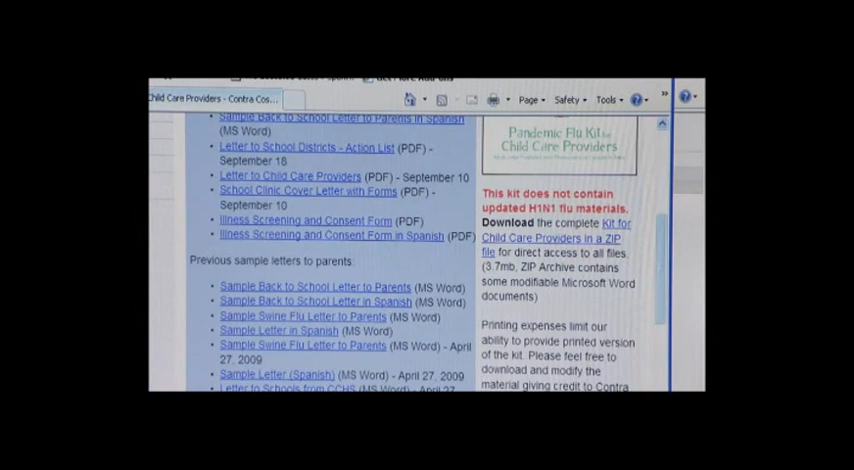 Child Care Providers - Contra Cos...
Page
Safety
Tools
»
Sample Back to School Letter to Parents in Spanish
(MS Word)
• Letter to School Districts - Action List (PDF) -
September 18
• Letter to Child Care Providers (PDF) - September 10
• School Clinic Cover Letter with Forms (PDF) -
September 10
• Illness Screening and Consent Form (PDF)
• Illness Screening and Consent Form in Spanish (PDF)
Previous sample letters to parents:
• Sample Back to School Letter to Parents (MS Word)
• Sample Back to School Letter in Spanish (MS Word)
• Sample Swine Flu Letter to Parents (MS Word)
• Sample Letter in Spanish (MS Word)
• Sample Swine Flu Letter to Parents (MS Word) - April
27, 2009
• Sample Letter (Spanish) (MS Word) - April 27, 2009
• Letter to Schools from CCHS (MS Word) - April 27,
Pandemic Flu Kit for
Child Care Providers
This kit does not contain
updated H1N1 flu materials.
Download the complete Kit for
Child Care Providers in a ZIP
file for direct access to all files.
(3.7mb, ZIP Archive contains
some modifiable Microsoft Word
documents)
Printing expenses limit our
ability to provide printed version
of the kit. Please feel free to
download and modify the
material giving credit to Contra